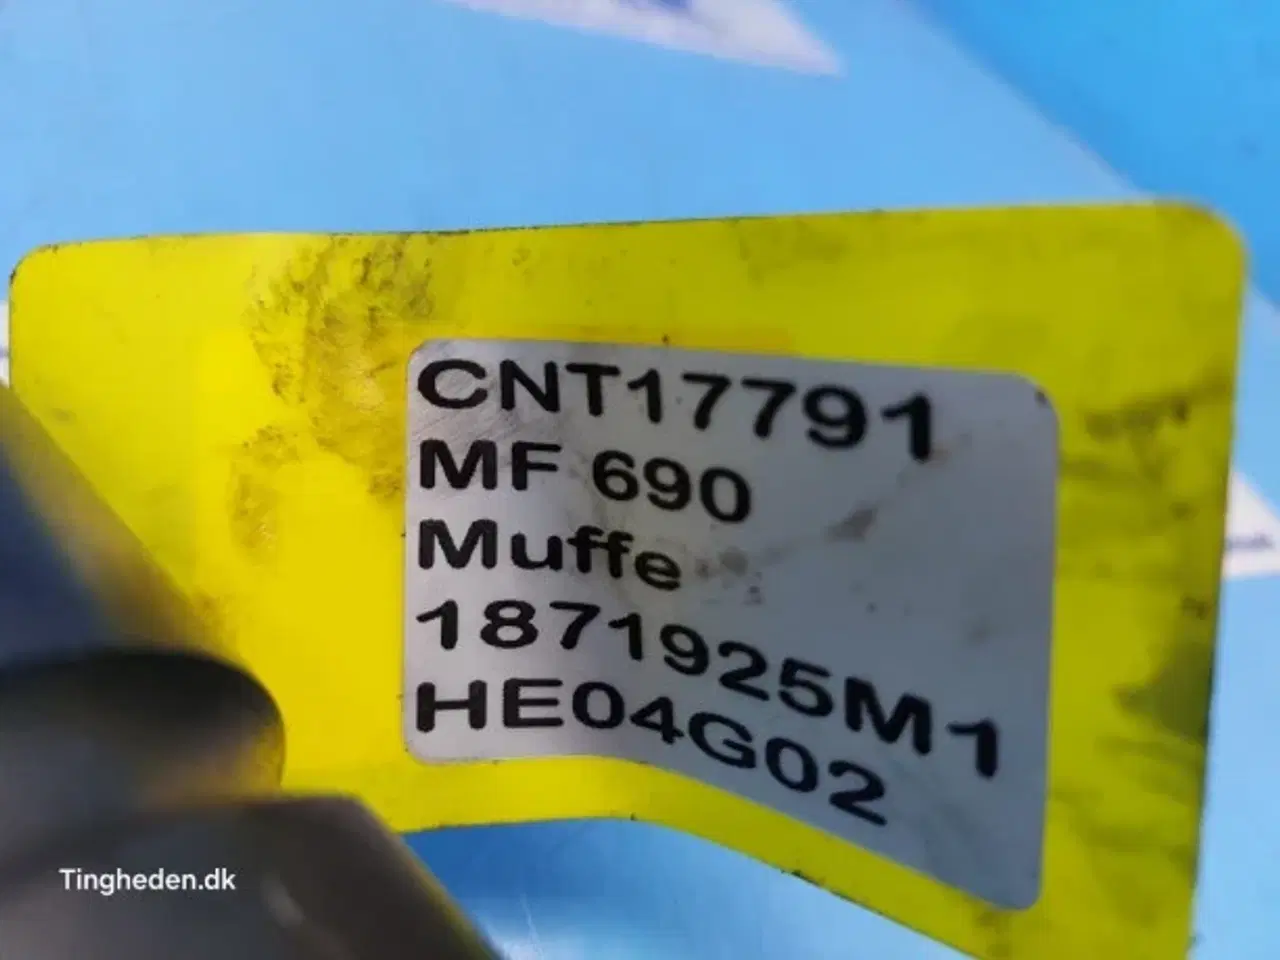 CNT17791
MF 690
Muffe
1871925M1
HE04G02
Tingheden.dk